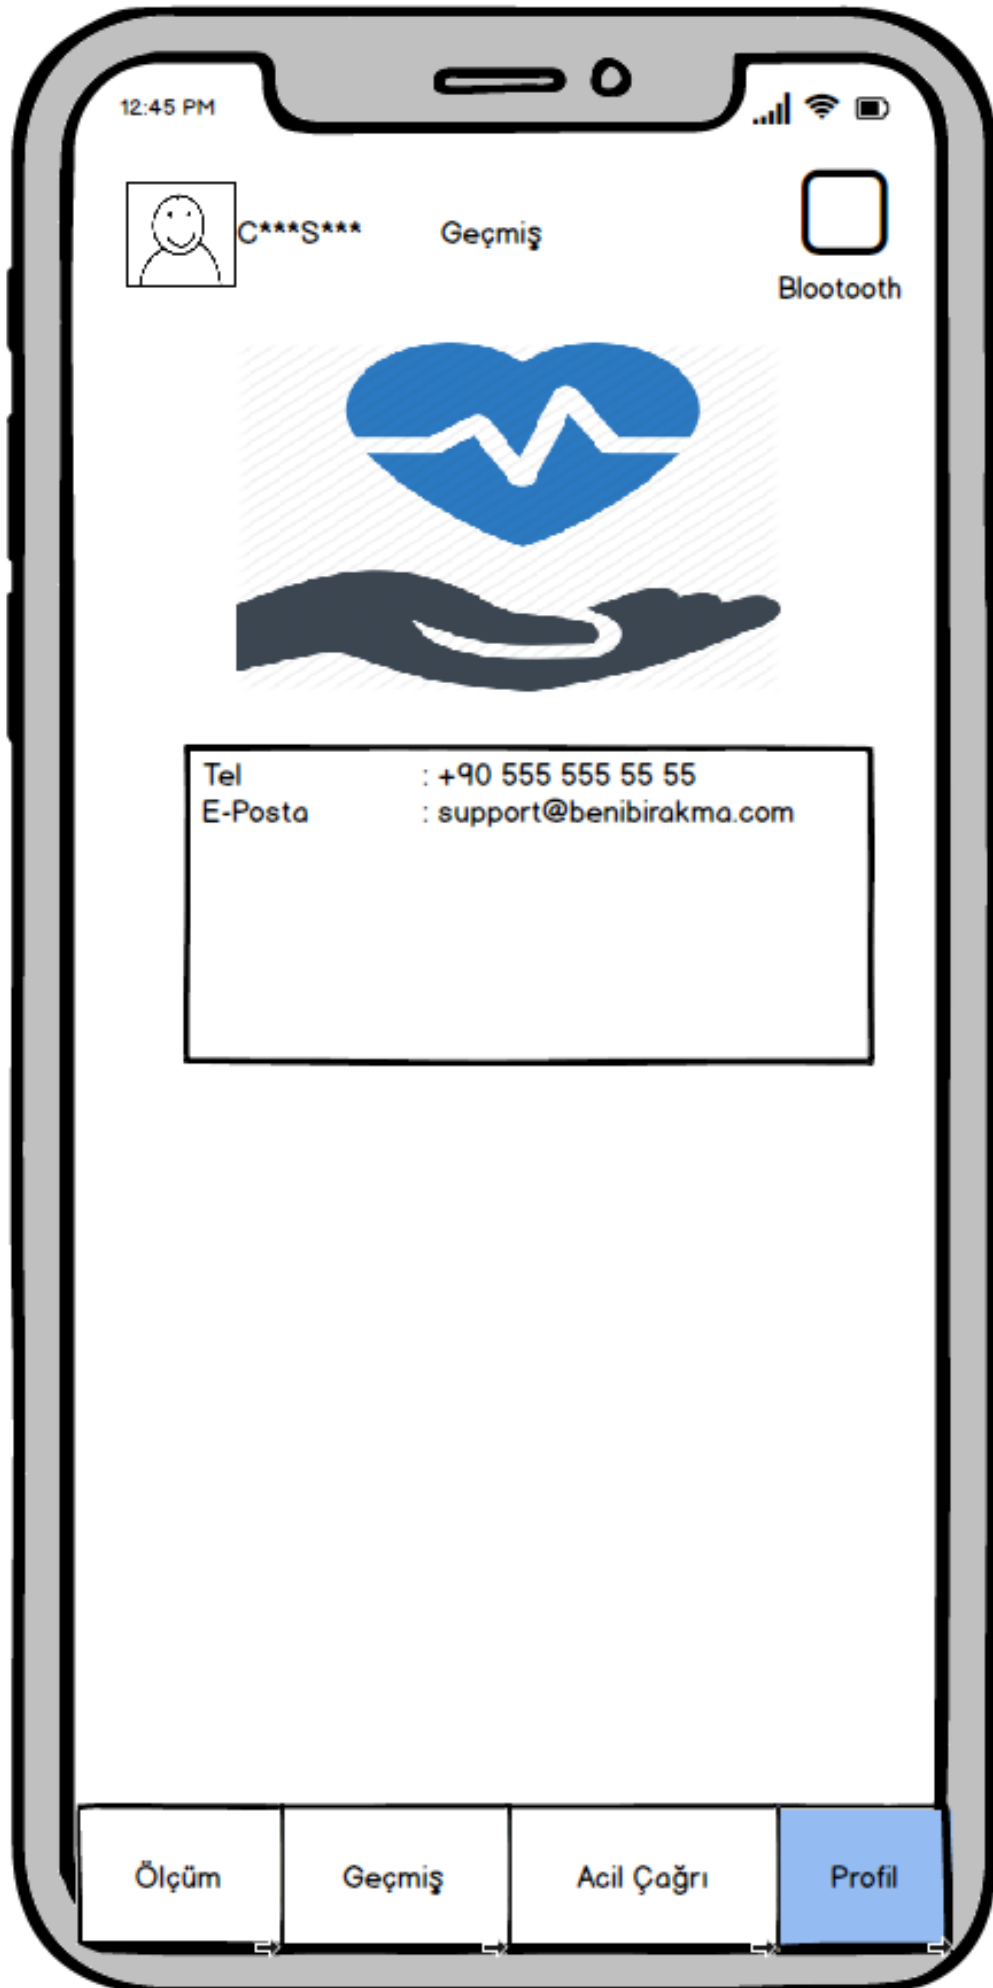 12:45 PM
C***S*** Geçmiş
Blootooth
Tel : +90 555 555 55 55
E-Posta : support@benibirakma.com
Ölçüm Geçmiş Acil Çağrı Profil